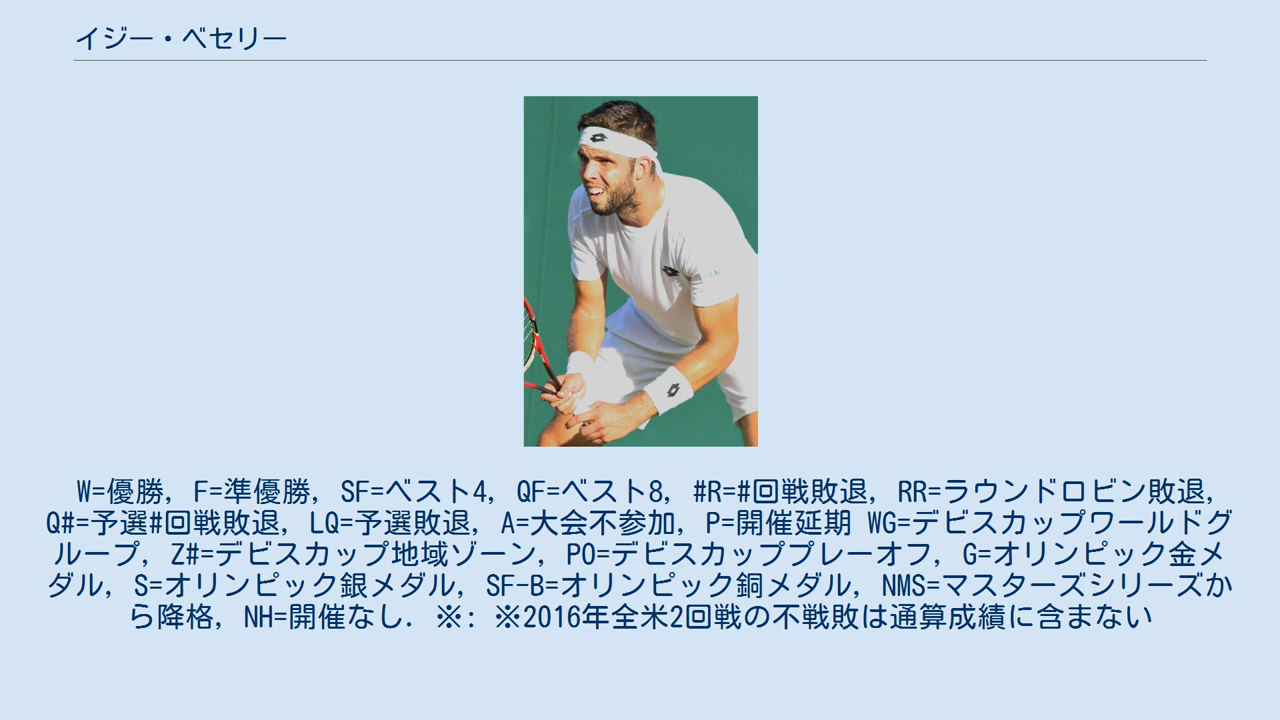 イジー・ベセリー
W=優勝, F=準優勝, SF=ベスト4, QF=ベスト8, #R=#回戦敗退, RR=ラウンドロビン敗退,
Q#=予選#回戦敗退, LQ=予選敗退, A=大会不参加, P=開催延期 WG=デビスカップワールドグ
ループ, Z#=デビスカップ地域ゾーン, PO=デビスカッププレーオフ, G=オリンピック金メ
ダル, S=オリンピック銀メダル, SF-B=オリンピック銅メダル, NMS=マスターズシリーズか
ら降格, NH=開催なし. ※: ※2016年全米2回戦の不戦敗は通算成績に含まない